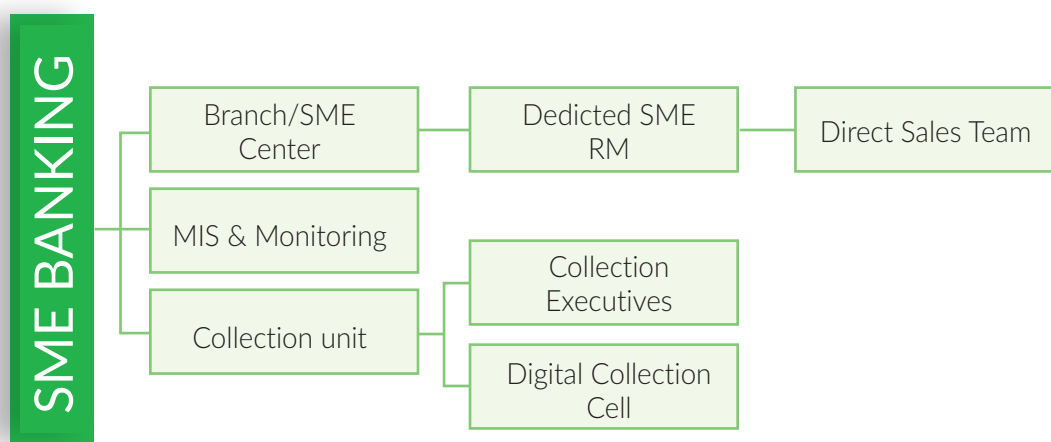 SME BANKING
Branch/SME
Center
Dedicted SME
RM
Direct Sales Team
MIS & Monitoring
Collection unit
Collection
Executives
Digital Collection
Cell